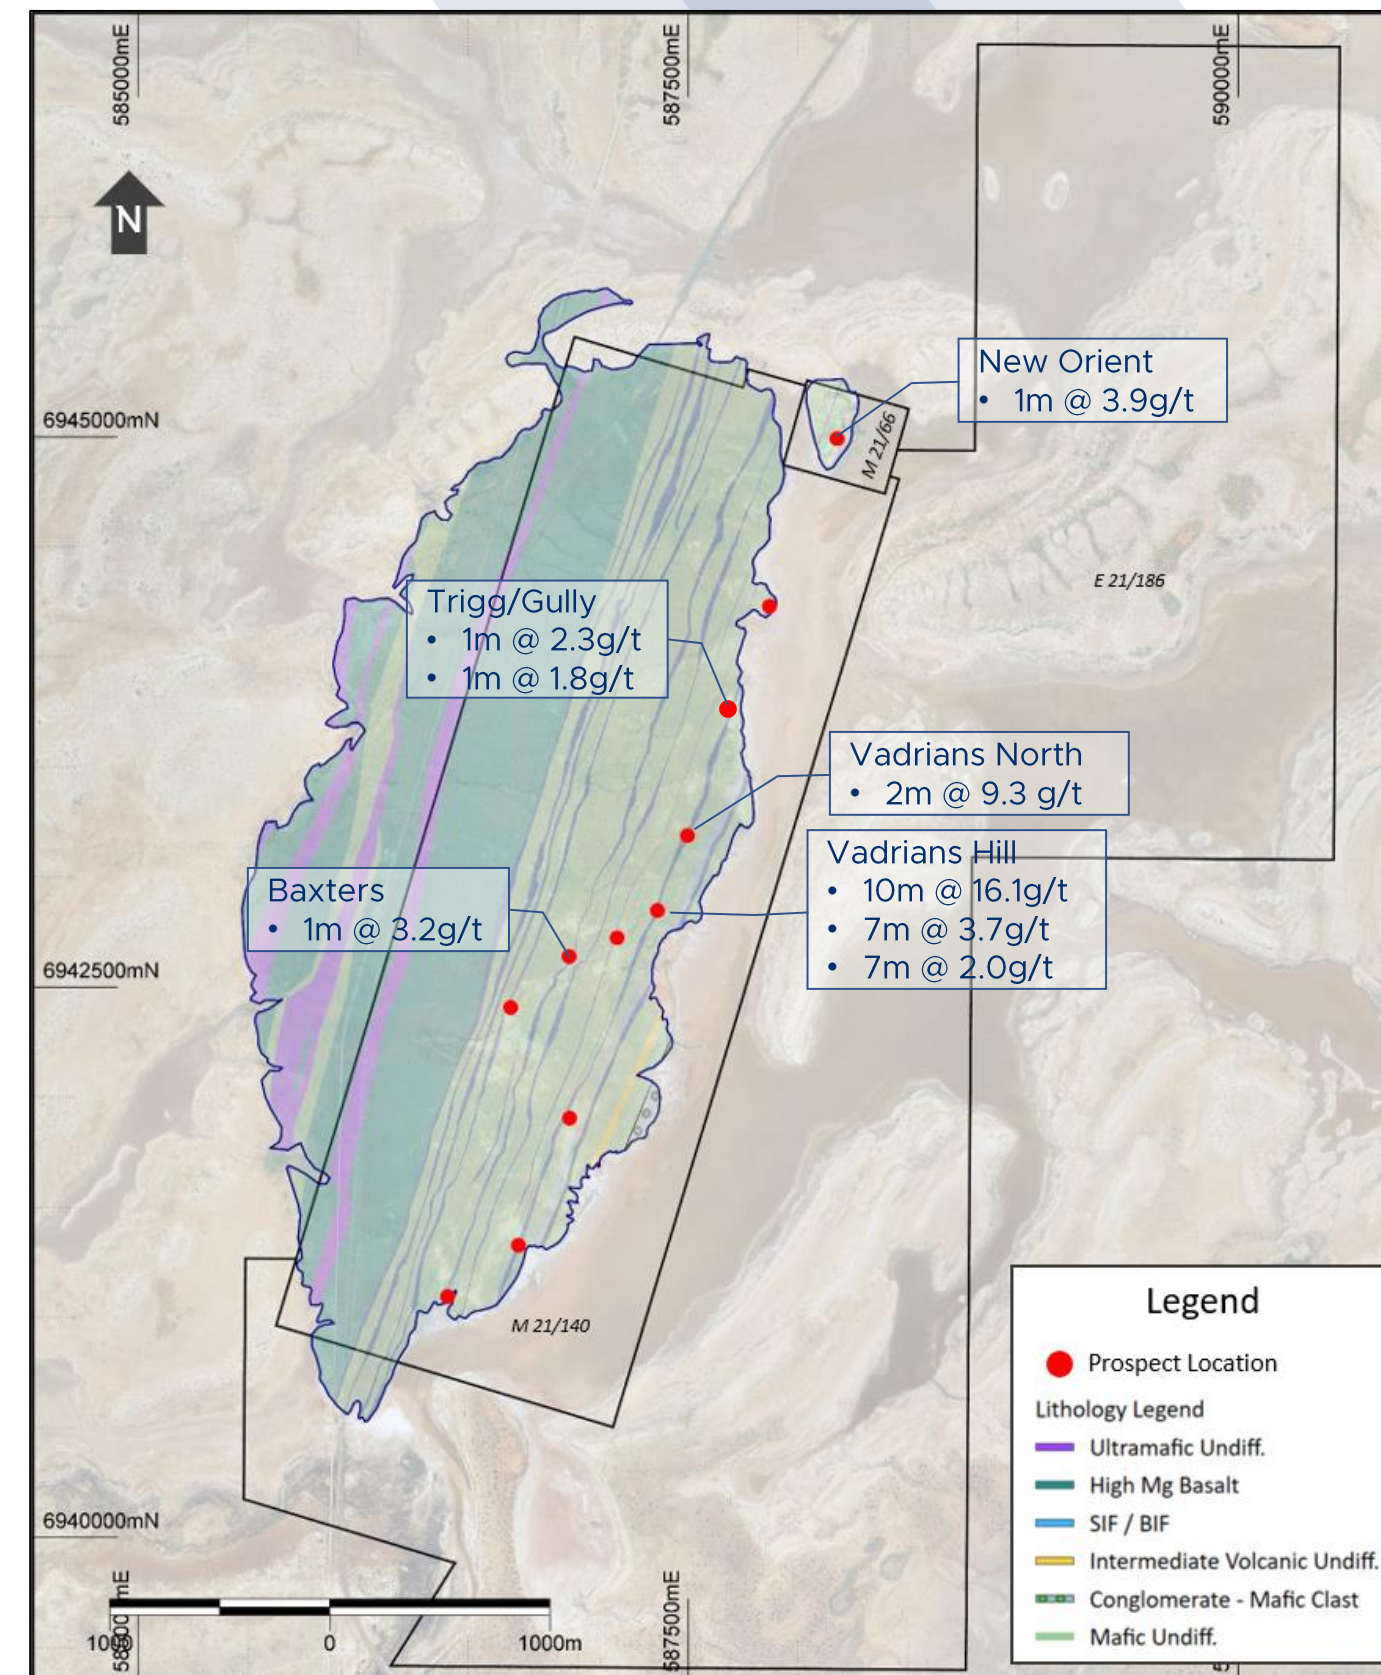 585000mE
587500mE
590000mE
N
New Orient
• 1m @ 3.9g/t
6945000mN
M 21/66
E 21/186
Trigg/Gully
• 1m @ 2.3g/t
• 1m @ 1.8g/t
Vadrians North
• 2m @ 9.3 g/t
Vadrians Hill
• 10m @ 16.1g/t
• 7m @ 3.7g/t
• 7m @ 2.0g/t
Baxters
• 1m @ 3.2g/t
6942500mN
M 21/140
Legend
Prospect Location
Lithology Legend
Ultramafic Undiff.
High Mg Basalt
SIF / BIF
Intermediate Volcanic Undiff.
Conglomerate - Mafic Clast
Mafic Undiff.
6940000mN
587500mE
1000
0
1000m